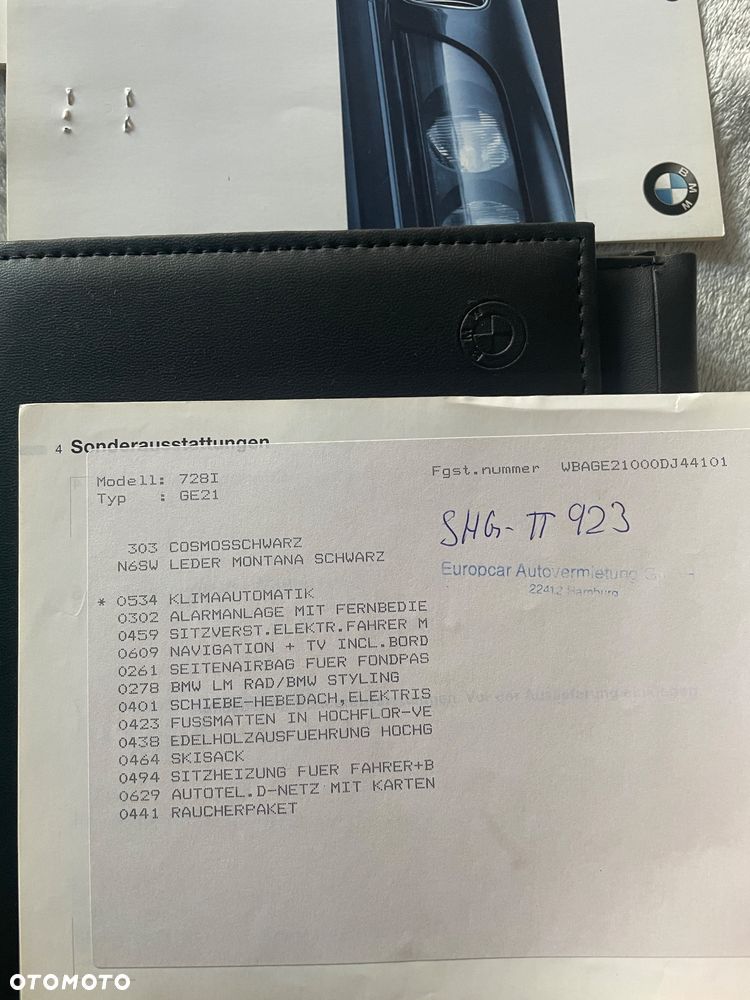 BMW
BMW
4 Sonderausstattungen
Modell: 728I
Fgst.nummer WBAGE21000DJ44101
Typ : GE21
SHG-TT 923
303 COSMOSSCHWARZ
N6SW LEDER MONTANA SCHWARZ
Europcar Autovermietung
22412 Hamburg
* 0534 KLIMAAUTOMATIK
0302 ALARMANLAGE MIT FERNBEDIE
0459 SITZVERST.ELEKTR.FAHRER M
0609 NAVIGATION + TV INCL.BORD
0261 SEITENAIRBAG FUER FONDPAS
0278 BMW LM RAD/BMW STYLING
0401 SCHIEBE-HEBEDACH,ELEKTRIS
0423 FUSSMATTEN IN HOCHFLOR-VE
0438 EDELHOLZAUSFUEHRUNG HOCHG
0464 SKISACK
0494 SITZHEIZUNG FUER FAHRER+B
0629 AUTOTEL.D-NETZ MIT KARTEN
0441 RAUCHERPAKET
OTOMOTO